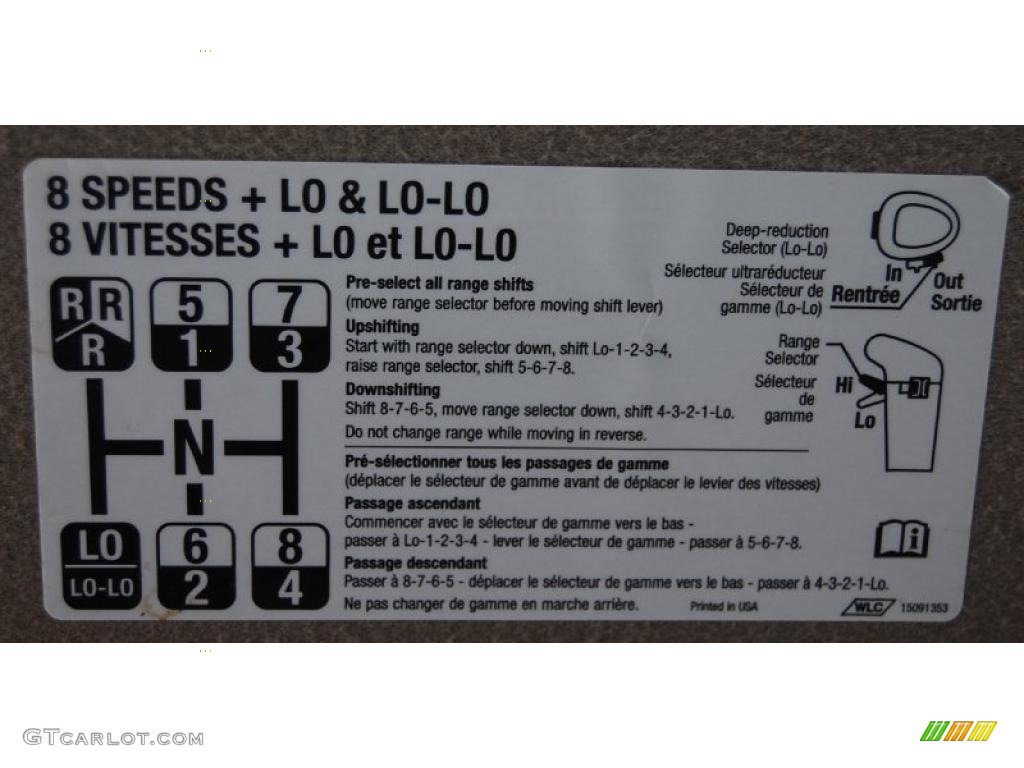 8 SPEEDS + LO & LO-LO
8 VITESSES + LO et LO-LO
R R
R
5
1
7
3
N
LO
LO-LO
6
2
8
4
Pre-select all range shifts
(move range selector before moving shift lever)
Upshifting
Start with range selector down, shift Lo-1-2-3-4,
raise range selector, shift 5-6-7-8.
Downshifting
Shift 8-7-6-5, move range selector down, shift 4-3-2-1-Lo.
Do not change range while moving in reverse.
Pré-sélectionner tous les passages de gamme
(déplacer le sélecteur de gamme avant de déplacer le levier des vitesses)
Passage ascendant
Commencer avec le sélecteur de gamme vers le bas -
passer à Lo-1-2-3-4 - lever le sélecteur de gamme - passer à 5-6-7-8.
Passage descendant
Passer à 8-7-6-5 - déplacer le sélecteur de gamme vers le bas - passer à 4-3-2-1-Lo.
Ne pas changer de gamme en marche arrière.
Printed in USA
WLC 15091353
Deep-reduction
Selector (Lo-Lo)
Sélecteur ultraréducteur
Sélecteur de
gamme (Lo-Lo)
In
Rentrée
Out
Sortie
Range
Selector
Sélecteur
de
gamme
Hi
Lo
i
GTCARLOT.COM